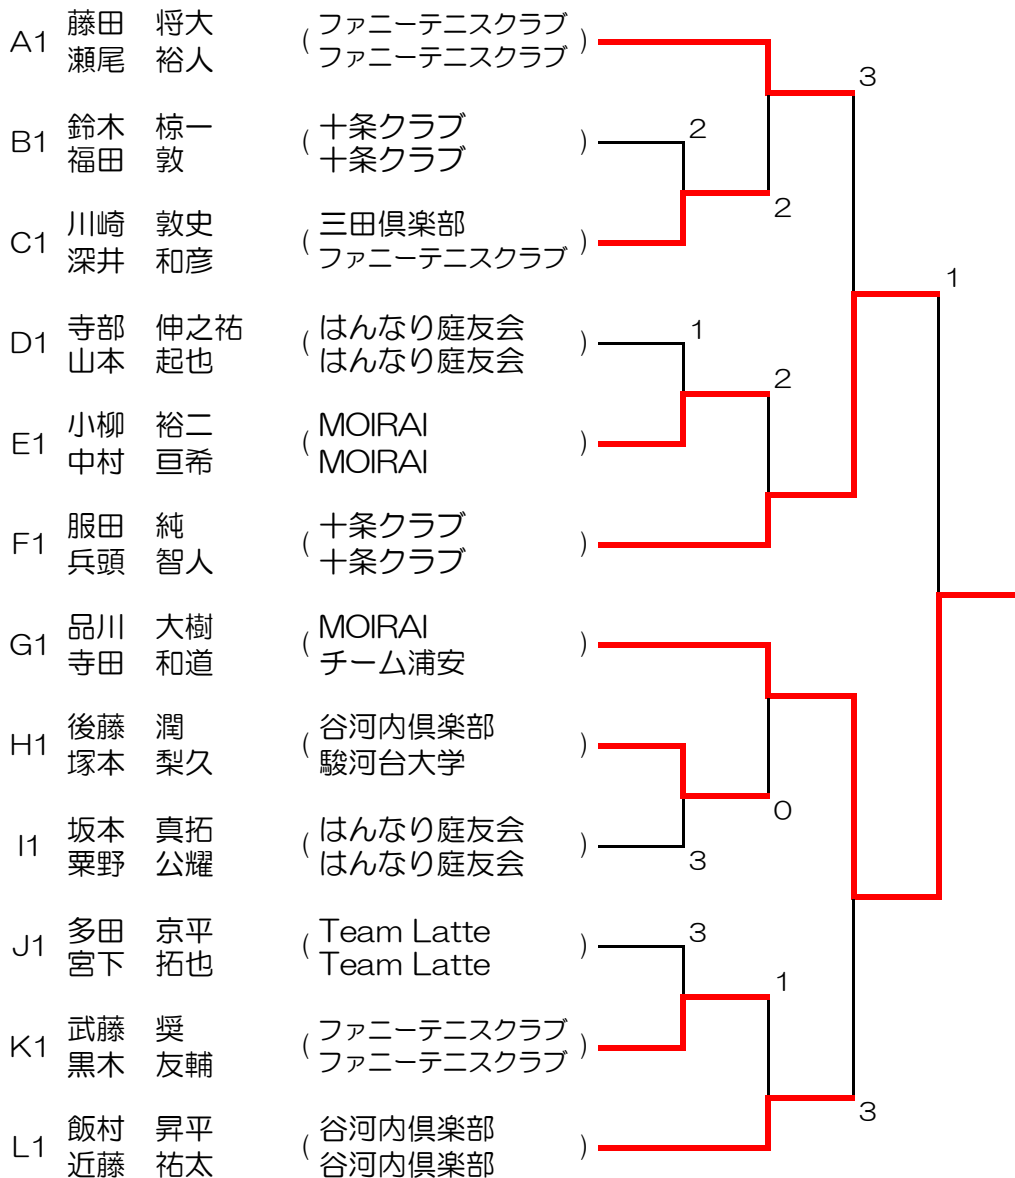 A1 藤田 将大 ( ファニーテニスクラブ )
瀬尾 裕人 ファニーテニスクラブ
3
B1 鈴木 椋一 ( 十条クラブ ) 2
福田 敦 十条クラブ
2
C1 川崎 敦史 ( 三田倶楽部 )
深井 和彦 ファニーテニスクラブ
1
D1 寺部 伸之祐 ( はんなり庭友会 ) 1
山本 起也 はんなり庭友会
2
E1 小柳 裕二 ( MOIRAI )
中村 亘希 MOIRAI
F1 服田 純 ( 十条クラブ )
兵頭 智人 十条クラブ
G1 品川 大樹 ( MOIRAI )
寺田 和道 チーム浦安
H1 後藤 潤 ( 谷河内倶楽部 )
塚本 梨久 駿河台大学
0
I1 坂本 真拓 ( はんなり庭友会 )
粟野 公耀 はんなり庭友会
3
J1 多田 京平 ( Team Latte ) 3
宮下 拓也 Team Latte
1
K1 武藤 奨 ( ファニーテニスクラブ )
黒木 友輔 ファニーテニスクラブ
3
L1 飯村 昇平 ( 谷河内倶楽部 )
近藤 祐太 谷河内倶楽部